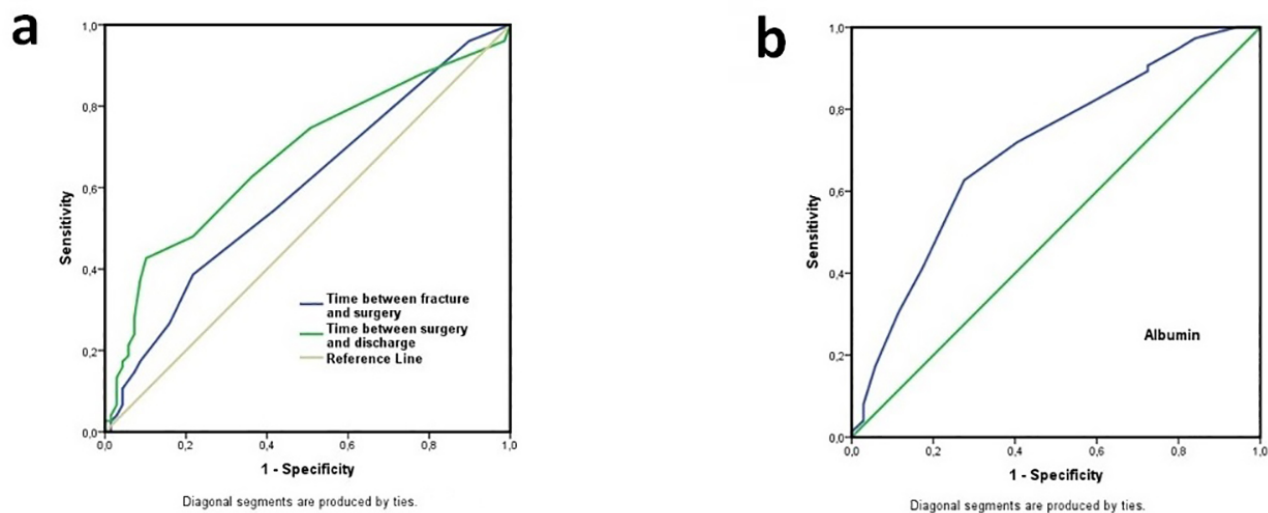 a
1,0
0,8
0,6
0,4
0,2
0,0
Sensitivity
Time between fracture
and surgery
Time between surgery
and discharge
Reference Line
0,0 0,2 0,4 0,6 0,8 1,0
1 - Specificity
Diagonal segments are produced by ties.
b
1,0
0,8
0,6
0,4
0,2
0,0
Sensitivity
Albumin
0,0 0,2 0,4 0,6 0,8 1,0
1 - Specificity
Diagonal segments are produced by ties.